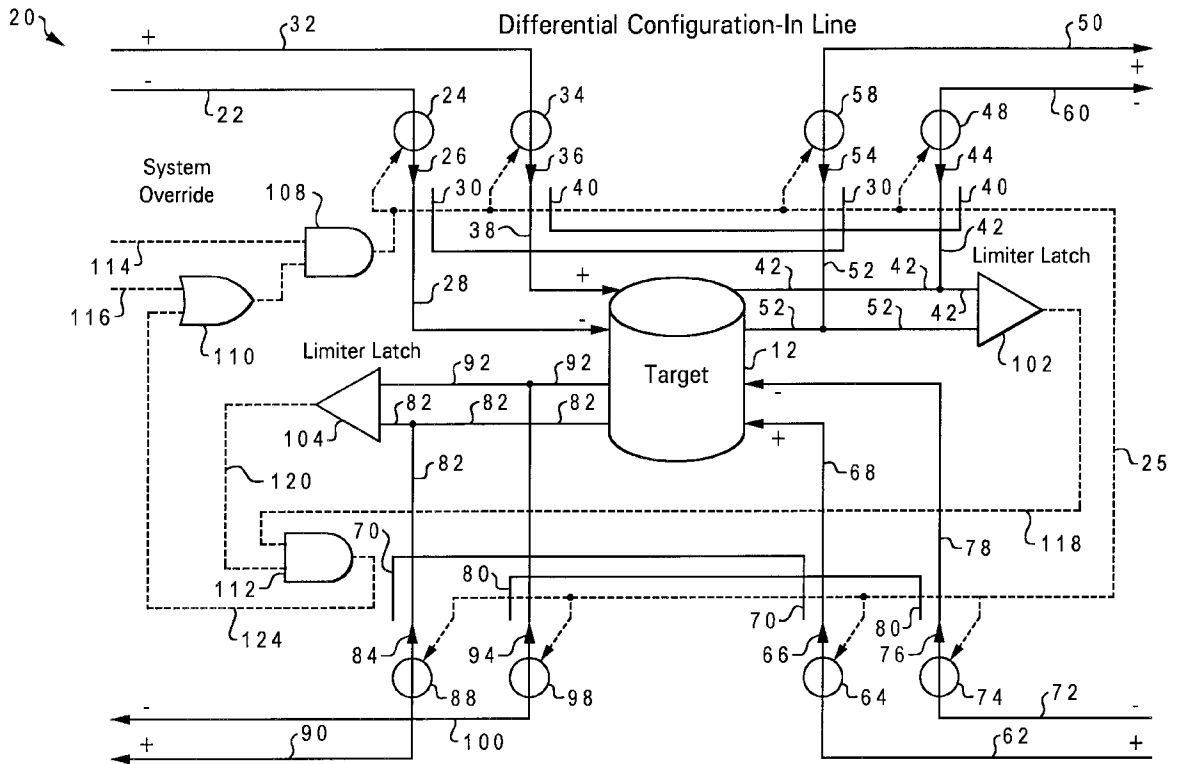 20
Differential Configuration-In Line
+ 32 50
+
- 22 24 34 58 48 60 -
System
Override
26 36 54 44
108 30 40 30 40
114 38 42
28 + 42 52 42 Limiter Latch
116 - 52 52 42
110 12 102
Limiter Latch 92 92 Target -
82 82 82 +
104
82 68 25
120
70 78 118
112 80
124 70 80
84 94 66 76
88 98 64 74
- 100 72 -
+ 90 62 +